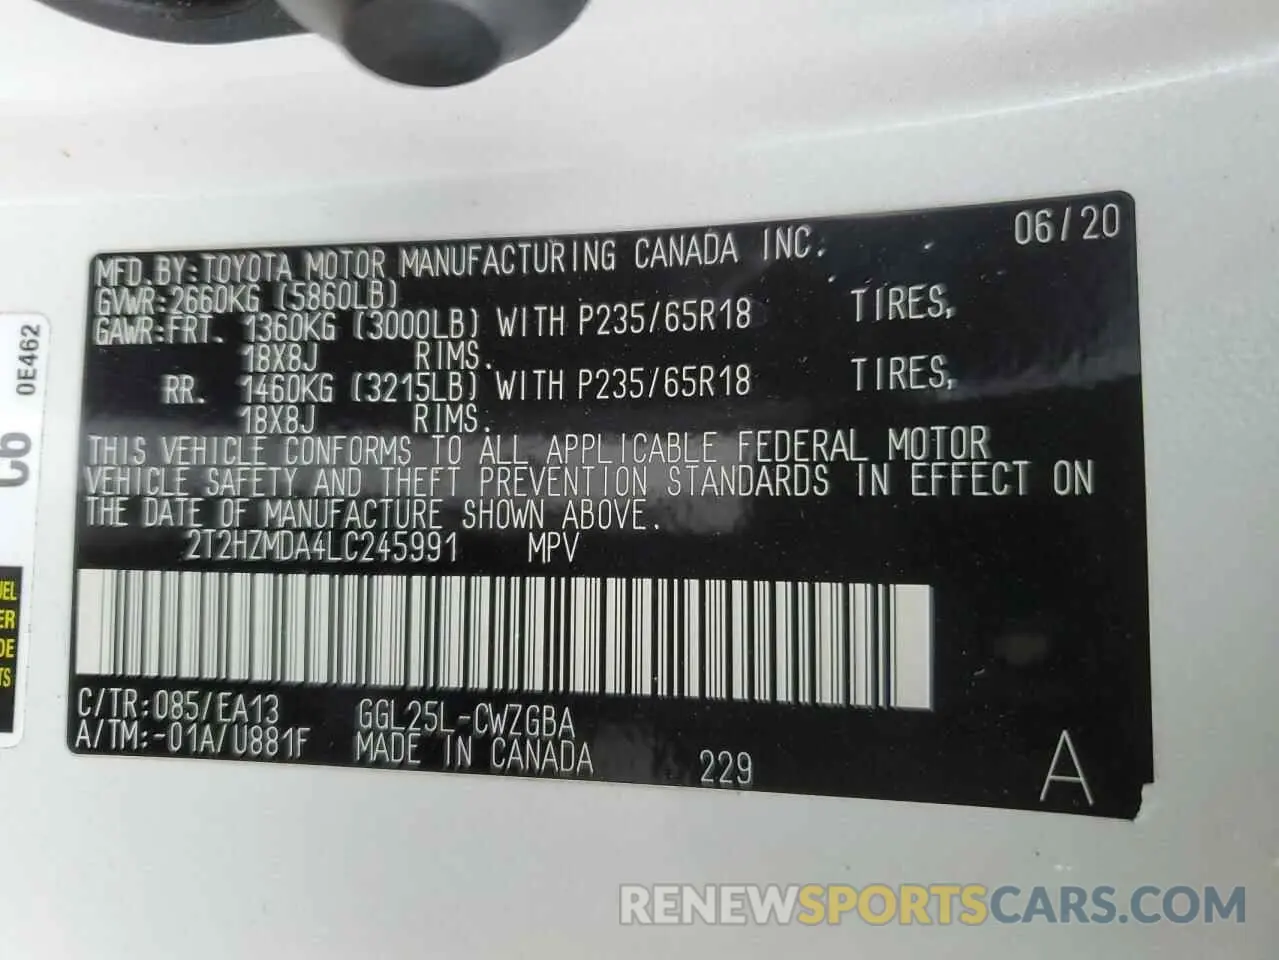 06/20
MFD.BY:TOYOTA MOTOR MANUFACTURING CANADA INC.
GVWR:2660KG (5860LB)
GAWR:FRT. 1360KG (3000LB) WITH P235/65R18 TIRES,
18X8J RIMS.
RR. 1460KG (3215LB) WITH P235/65R18 TIRES,
18X8J RIMS.
THIS VEHICLE CONFORMS TO ALL APPLICABLE FEDERAL MOTOR
VEHICLE SAFETY AND THEFT PREVENTION STANDARDS IN EFFECT ON
THE DATE OF MANUFACTURE SHOWN ABOVE.
2T2HZMDA4LC245991 MPV
C/TR:085/EA13 GGL25L-CWZGBA
A/TM:-01A/U881F MADE IN CANADA 229 A
0E462
C6
RENEWSPORTSCARS.COM